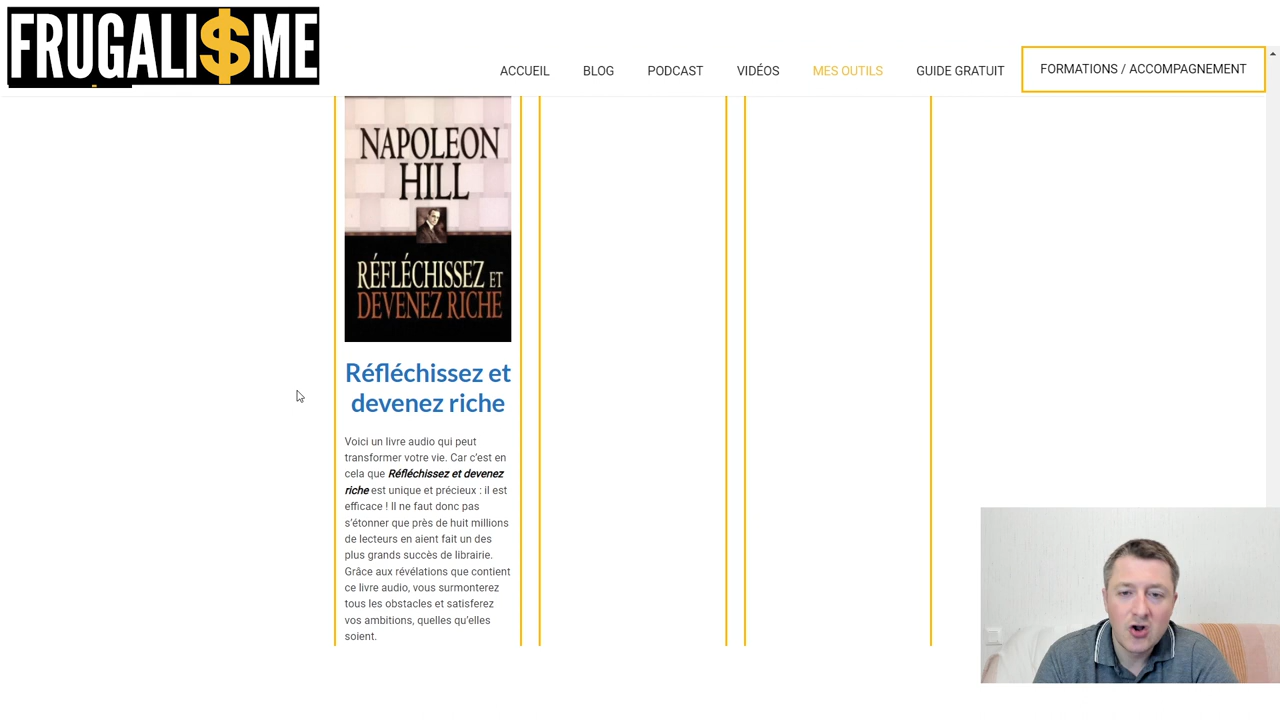 FRUGALI$ME
ACCUEIL
BLOG
PODCAST
VIDÉOS
MES OUTILS
GUIDE GRATUIT
FORMATIONS / ACCOMPAGNEMENT
NAPOLEON
HILL
RÉFLÉCHISSEZ ET
DEVENEZ RICHE
Réfléchissez et
devenez riche
Voici un livre audio qui peut
transformer votre vie. Car c'est en
cela que Réfléchissez et devenez
riche est unique et précieux : il est
efficace ! Il ne faut donc pas
s'étonner que près de huit millions
de lecteurs en aient fait un des
plus grands succès de librairie.
Grâce aux révélations que contient
ce livre audio, vous surmonterez
tous les obstacles et satisferez
vos ambitions, quelles qu'elles
soient.